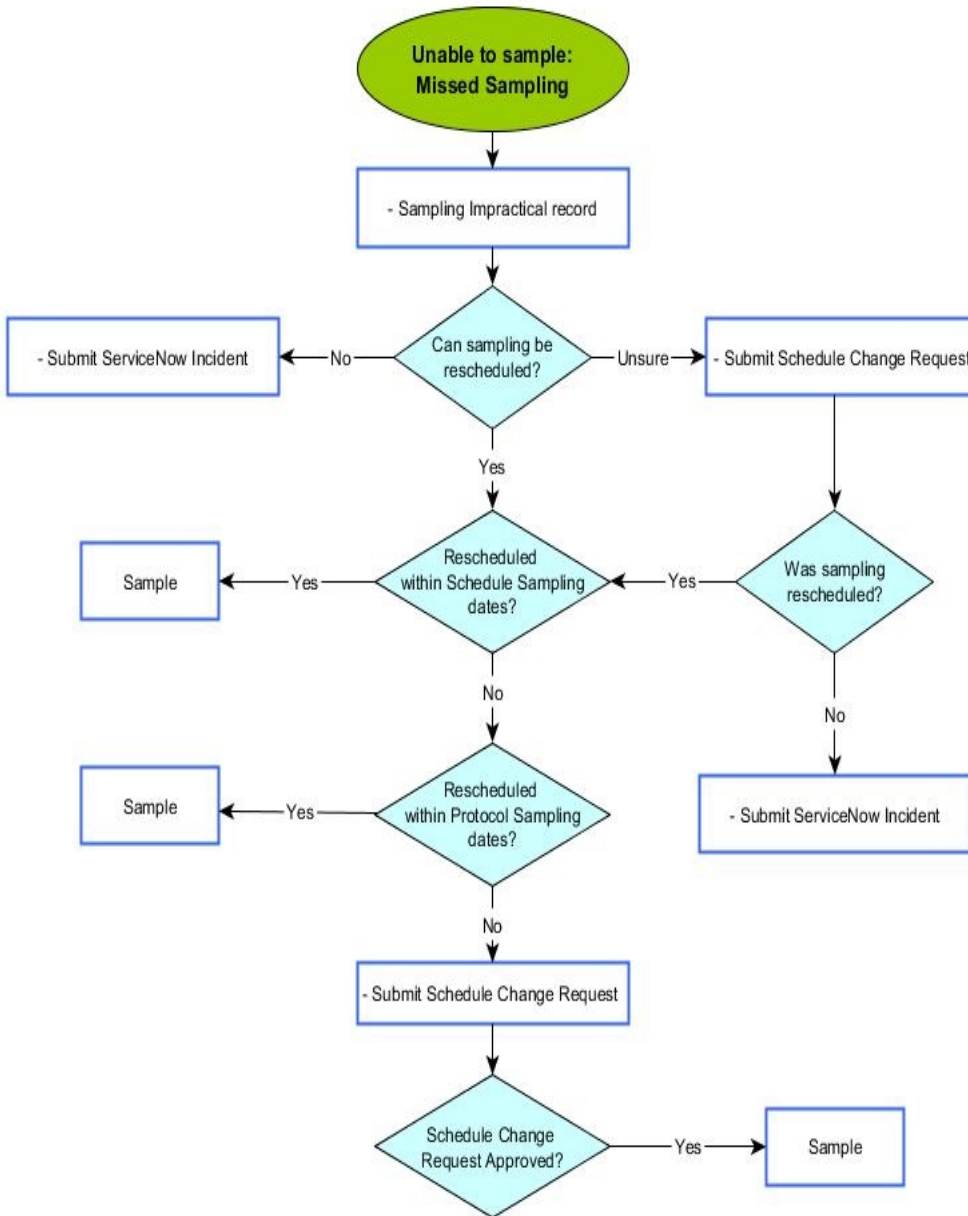 Unable to sample:
Missed Sampling
- Sampling Impractical record
Can sampling be
rescheduled?
No
- Submit ServiceNow Incident
Unsure
- Submit Schedule Change Request
Yes
Rescheduled
within Schedule Sampling
dates?
Yes
Sample
Yes
Was sampling
rescheduled?
No
No
- Submit ServiceNow Incident
Rescheduled
within Protocol Sampling
dates?
Yes
Sample
No
- Submit Schedule Change Request
Schedule Change
Request Approved?
Yes
Sample